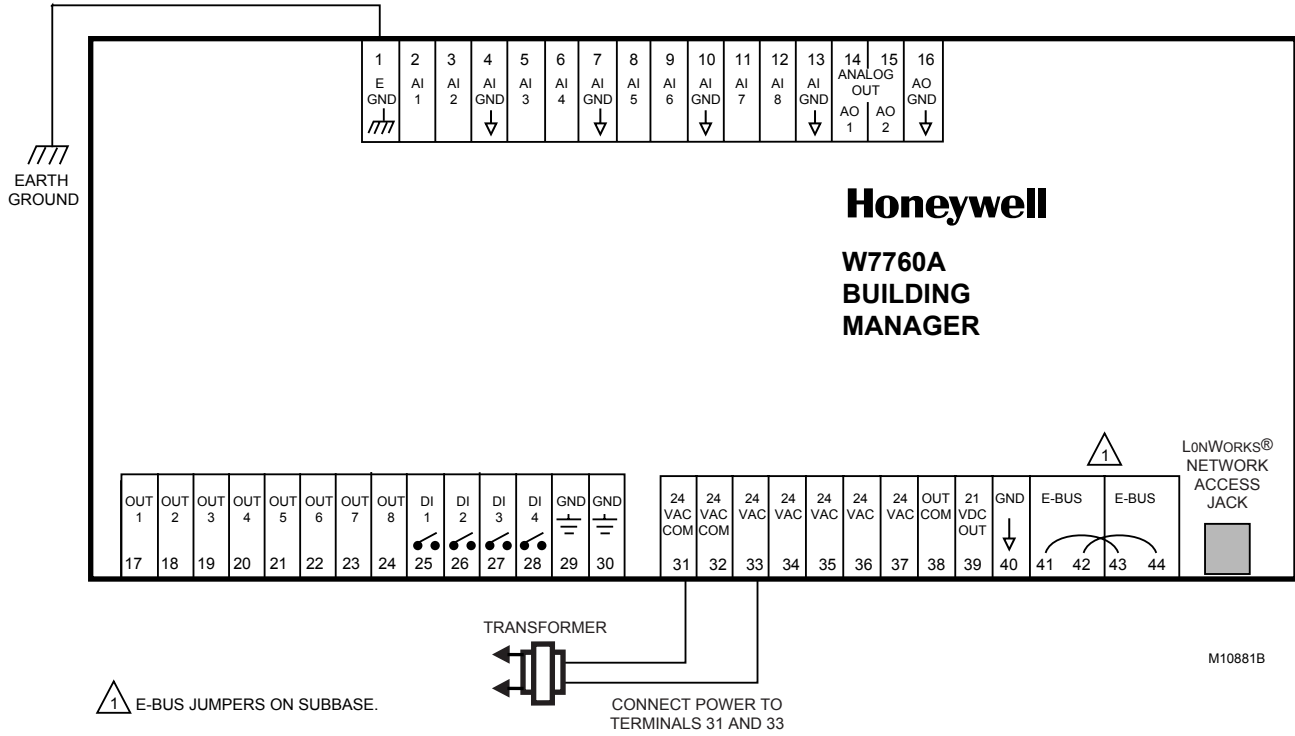 1 2 3 4 5 6 7 8 9 10 11 12 13 14 15 16
E GND
AI 1
AI 2
AI GND
AI 3
AI 4
AI GND
AI 5
AI 6
AI GND
AI 7
AI 8
AI GND
ANALOG OUT
AO 1
AO 2
AO GND
EARTH
GROUND
Honeywell
W7760A
BUILDING
MANAGER
1
LONWORKS®
NETWORK
ACCESS
JACK
OUT 1
OUT 2
OUT 3
OUT 4
OUT 5
OUT 6
OUT 7
OUT 8
DI 1
DI 2
DI 3
DI 4
GND
GND
17 18 19 20 21 22 23 24 25 26 27 28 29 30
24 VAC COM
24 VAC COM
24 VAC
24 VAC
24 VAC
24 VAC
24 VAC
OUT COM
21 VDC OUT
GND
E-BUS
E-BUS
31 32 33 34 35 36 37 38 39 40 41 42 43 44
TRANSFORMER
M10881B
1 E-BUS JUMPERS ON SUBBASE.
CONNECT POWER TO
TERMINALS 31 AND 33